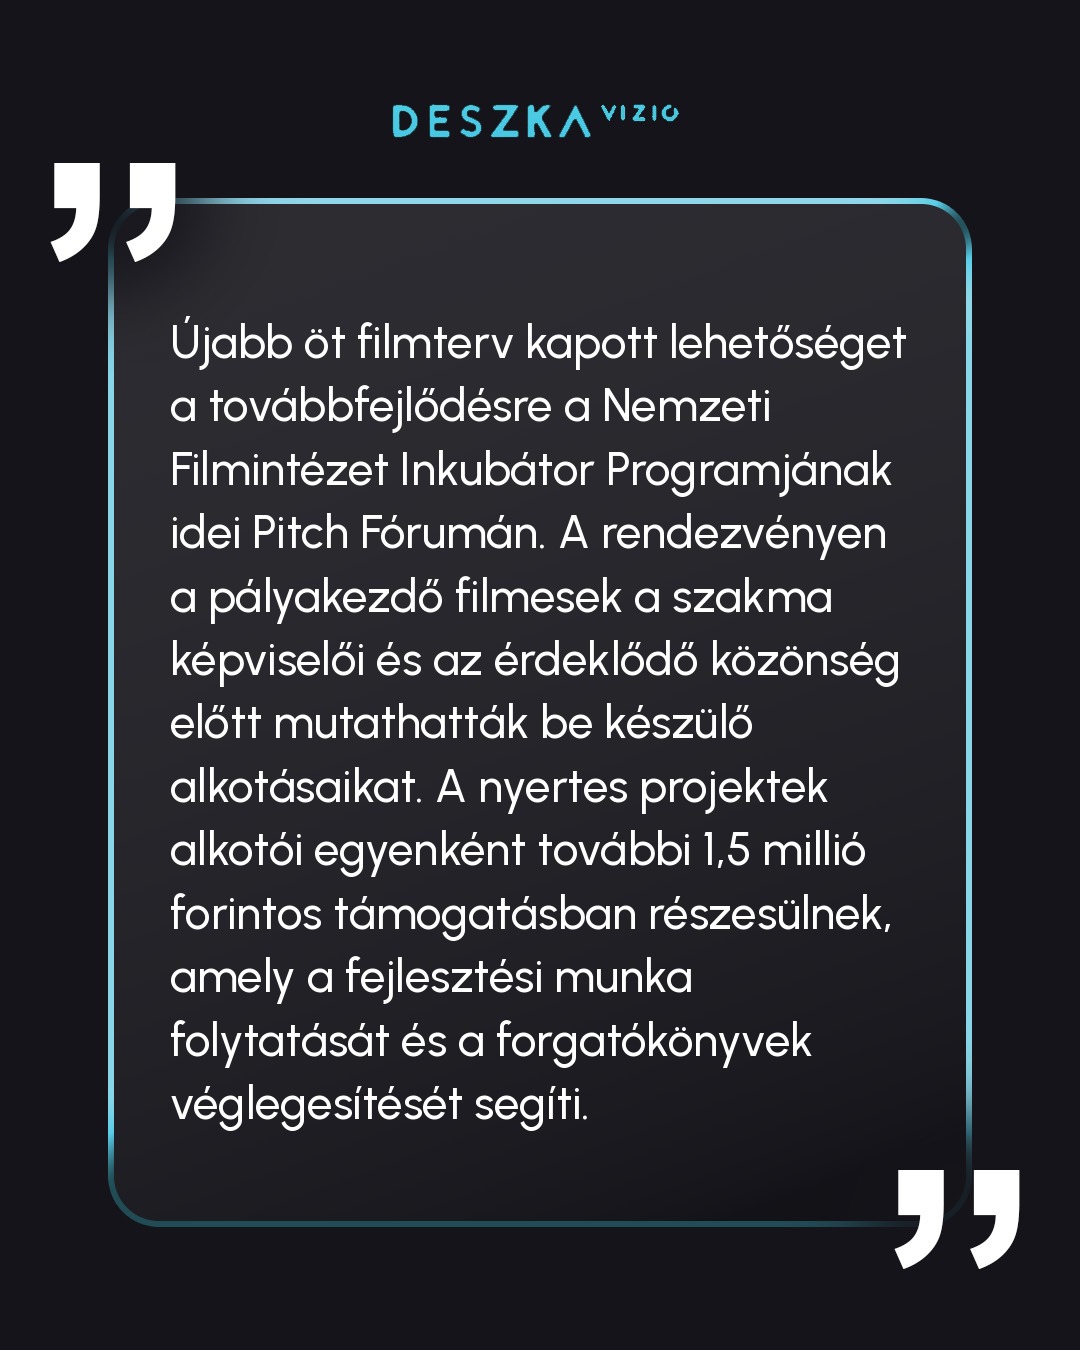 DESZKA VIZIO
Újabb öt filmterv kapott lehetőséget
a továbbfejlődésre a Nemzeti
Filmintézet Inkubátor Programjának
idei Pitch Fórumán. A rendezvényen
a pályakezdő filmesek a szakma
képviselői és az érdeklődő közönség
előtt mutathatták be készülő
alkotásaikat. A nyertes projektek
alkotói egyenként további 1,5 millió
forintos támogatásban részesülnek,
amely a fejlesztési munka
folytatását és a forgatókönyvek
véglegesítését segíti.